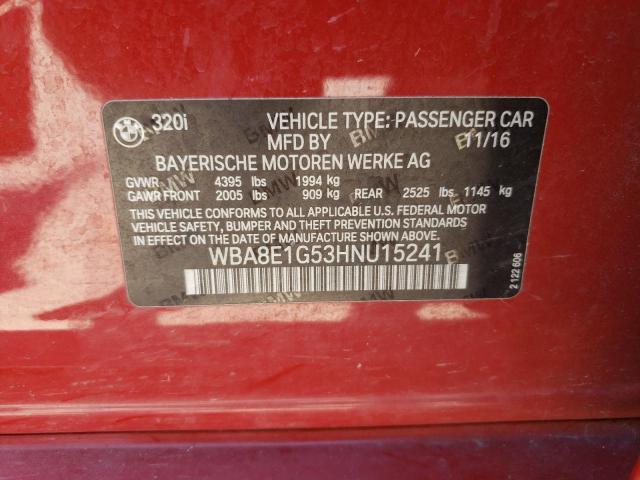 320i VEHICLE TYPE: PASSENGER CAR
MFD BY 11/16
BAYERISCHE MOTOREN WERKE AG
GVWR 4395 lbs 1994 kg
GAWR FRONT 2005 lbs 909 kg REAR 2525 lbs 1145 kg
THIS VEHICLE CONFORMS TO ALL APPLICABLE U.S. FEDERAL MOTOR
VEHICLE SAFETY, BUMPER AND THEFT PREVENTION STANDARDS
IN EFFECT ON THE DATE OF MANUFACTURE SHOWN ABOVE.
WBA8E1G53HNU15241
2 122 606